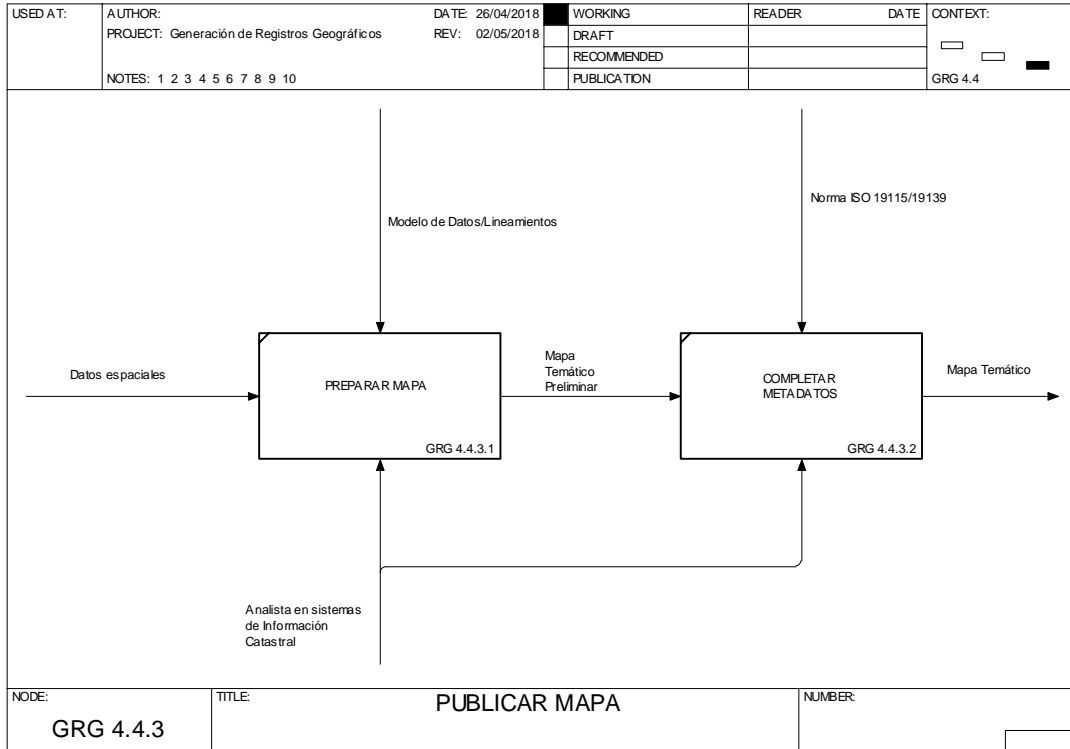 USED AT:
AUTHOR:
DATE: 26/04/2018
PROJECT: Generación de Registros Geográficos
REV: 02/05/2018
NOTES: 1 2 3 4 5 6 7 8 9 10
WORKING
DRAFT
RECOMMENDED
PUBLICATION
READER DATE
CONTEXT:
GRG 4.4
Modelo de Datos/Lineamientos
Norma ISO 19115/19139
Datos espaciales
PREPARAR MAPA
GRG 4.4.3.1
Mapa
Temático
Preliminar
COMPLETAR
METADATOS
GRG 4.4.3.2
Mapa Temático
Analista en sistemas
de Información
Catastral
NODE:
GRG 4.4.3
TITLE:
PUBLICAR MAPA
NUMBER: